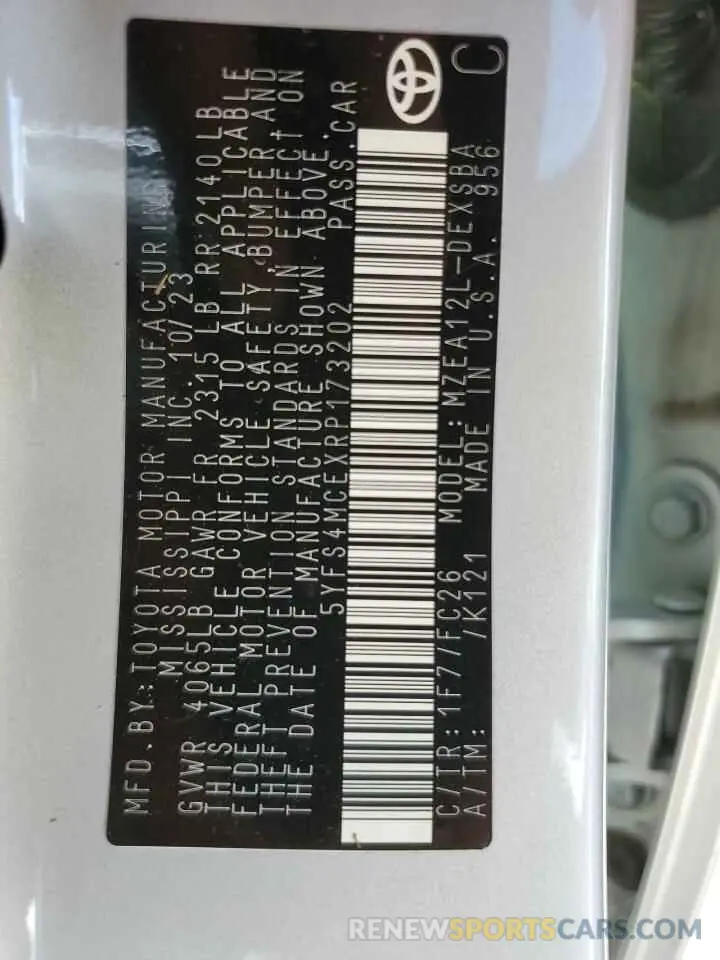 MFD.BY:TOYOTA MOTOR MANUFACTURING
MISSISSIPPI INC. 10/23
GVWR 4065LB GAWR FR 2315 LB RR 2140 LB
THIS VEHICLE CONFORMS TO ALL APPLICABLE
FEDERAL MOTOR VEHICLE SAFETY, BUMPER AND
THEFT PREVENTION STANDARDS IN EFFECT ON
THE DATE OF MANUFACTURE SHOWN ABOVE.
5YFS4MCEXRP173202 PASS.CAR
C/TR:1F7/FC26 MODEL:MZEA12L-DEXSBA
A/TM: /K121 MADE IN U.S.A. 956
C
RENEWSPORTSCARS.COM